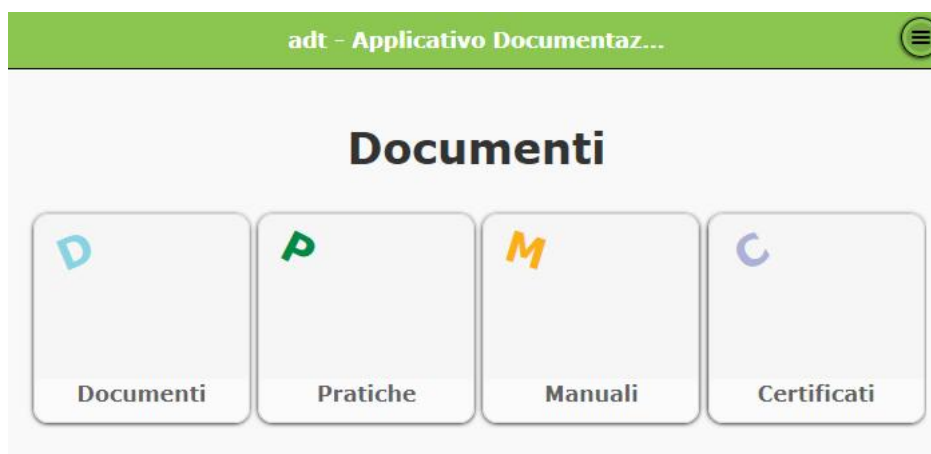 adt - Applicativo Documentaz...
Documenti
D P M C
Documenti Pratiche Manuali Certificati